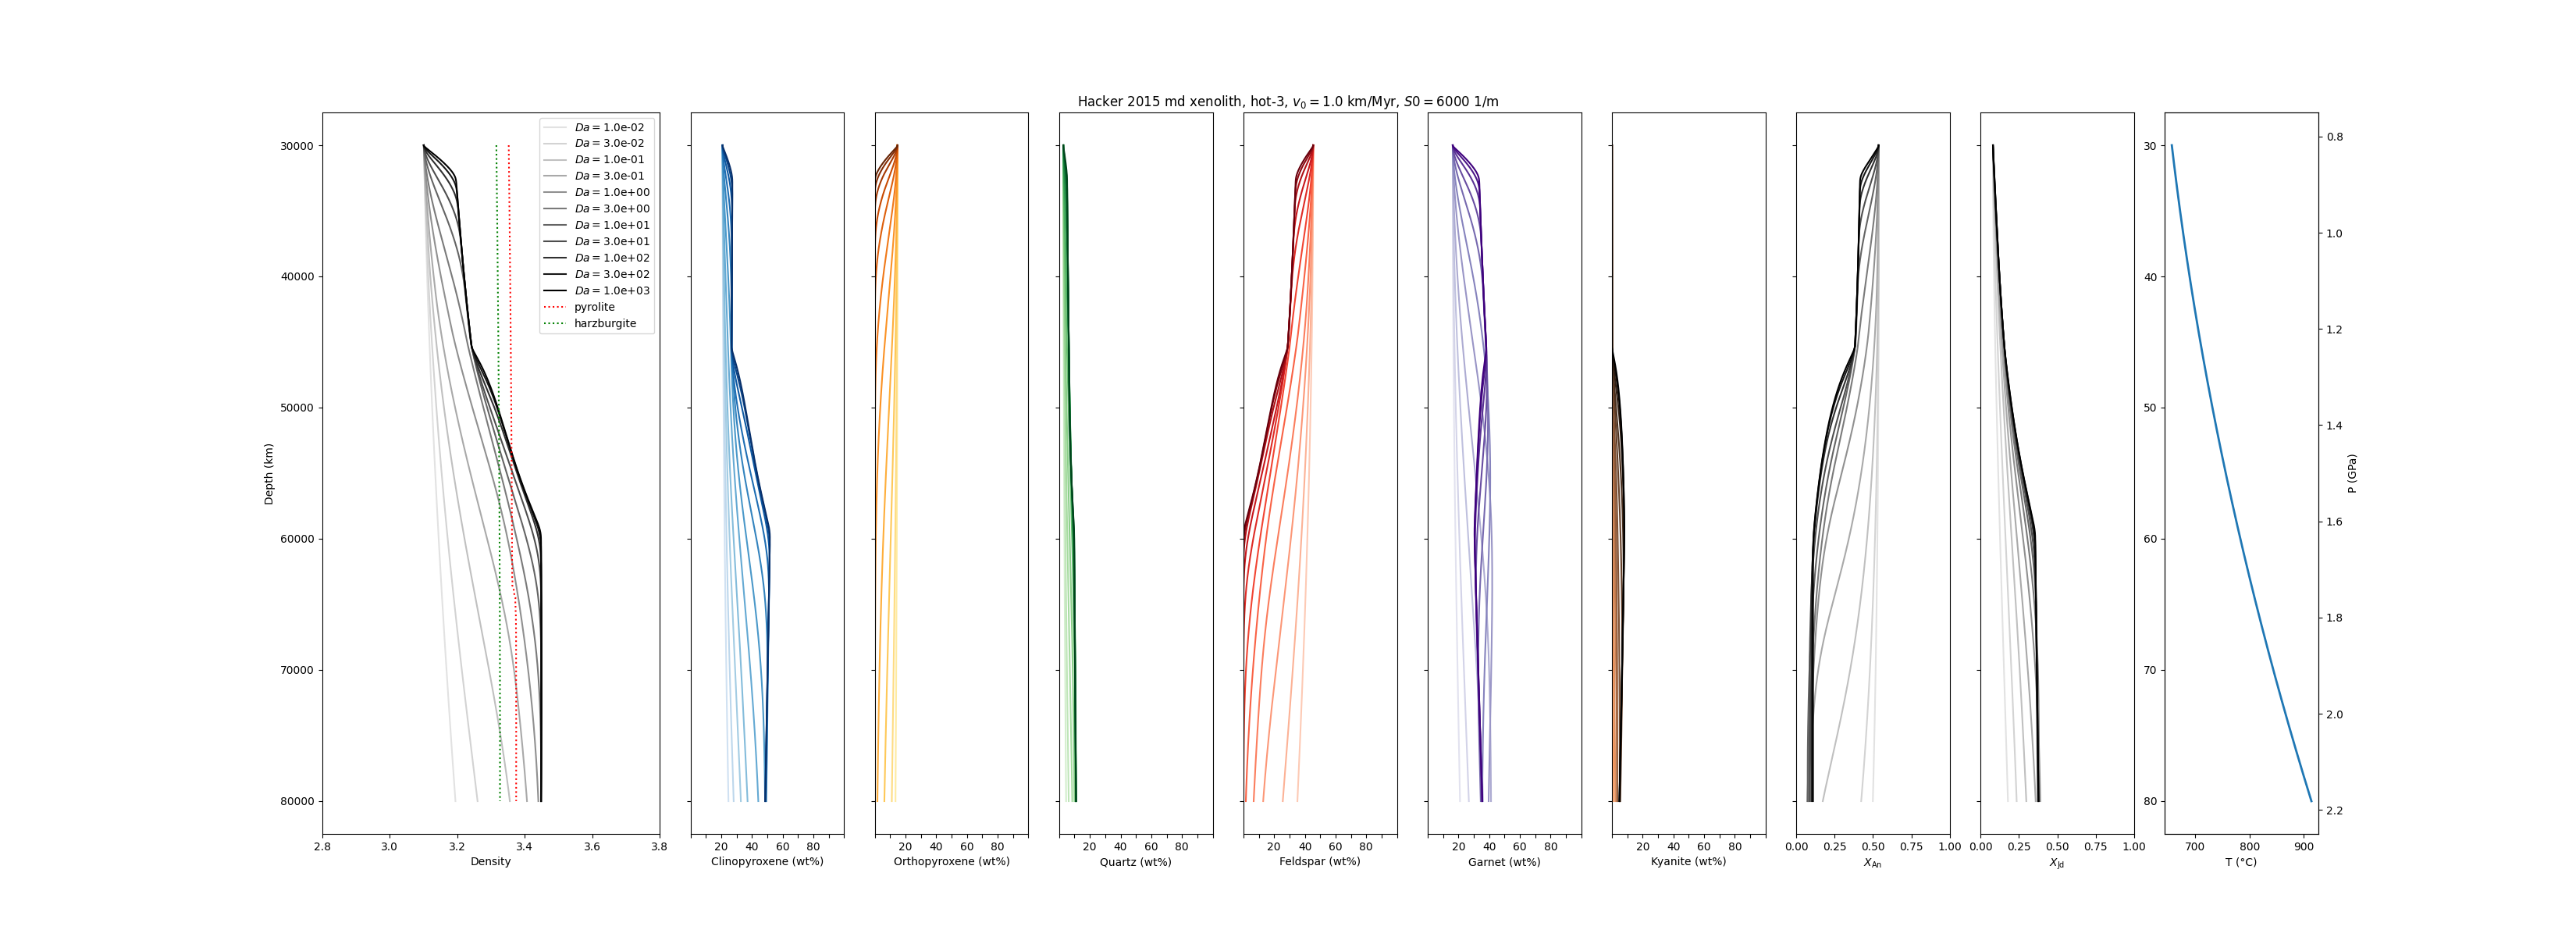 Hacker 2015 md xenolith, hot-3, v₀ = 1.0 km/Myr, S0 = 6000 1/m
Da = 1.0e-02
Da = 3.0e-02
Da = 1.0e-01
Da = 3.0e-01
Da = 1.0e+00
Da = 3.0e+00
Da = 1.0e+01
Da = 3.0e+01
Da = 1.0e+02
Da = 3.0e+02
Da = 1.0e+03
pyrolite
harzburgite
Depth (km)
30000
40000
50000
60000
70000
80000
2.8 3.0 3.2 3.4 3.6 3.8
Density
20 40 60 80
Clinopyroxene (wt%)
20 40 60 80
Orthopyroxene (wt%)
20 40 60 80
Quartz (wt%)
20 40 60 80
Feldspar (wt%)
20 40 60 80
Garnet (wt%)
20 40 60 80
Kyanite (wt%)
0.00 0.25 0.50 0.75 1.00
X_An
0.00 0.25 0.50 0.75 1.00
X_Jd
30
40
50
60
70
80
700 800 900
T (°C)
0.8
1.0
1.2
1.4
1.6
1.8
2.0
2.2
P (GPa)